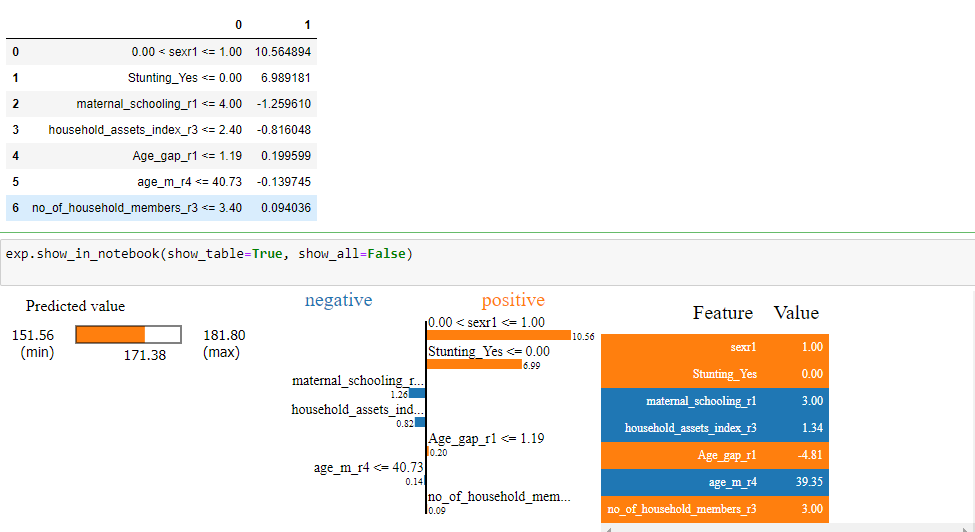 0 1
0 0.00 < sexr1 <= 1.00 10.564894
1 Stunting_Yes <= 0.00 6.989181
2 maternal_schooling_r1 <= 4.00 -1.259610
3 household_assets_index_r3 <= 2.40 -0.816048
4 Age_gap_r1 <= 1.19 0.199599
5 age_m_r4 <= 40.73 -0.139745
6 no_of_household_members_r3 <= 3.40 0.094036
exp.show_in_notebook(show_table=True, show_all=False)
Predicted value
151.56
(min)
171.38
181.80
(max)
negative positive
0.00 < sexr1 <= 1.00
10.56
Stunting_Yes <= 0.00
6.99
maternal_schooling_r...
1.26
household_assets_ind...
0.82
Age_gap_r1 <= 1.19
0.20
age_m_r4 <= 40.73
0.14
no_of_household_mem...
0.09
Feature Value
sexr1 1.00
Stunting_Yes 0.00
maternal_schooling_r1 3.00
household_assets_index_r3 1.34
Age_gap_r1 -4.81
age_m_r4 39.35
no_of_household_members_r3 3.00